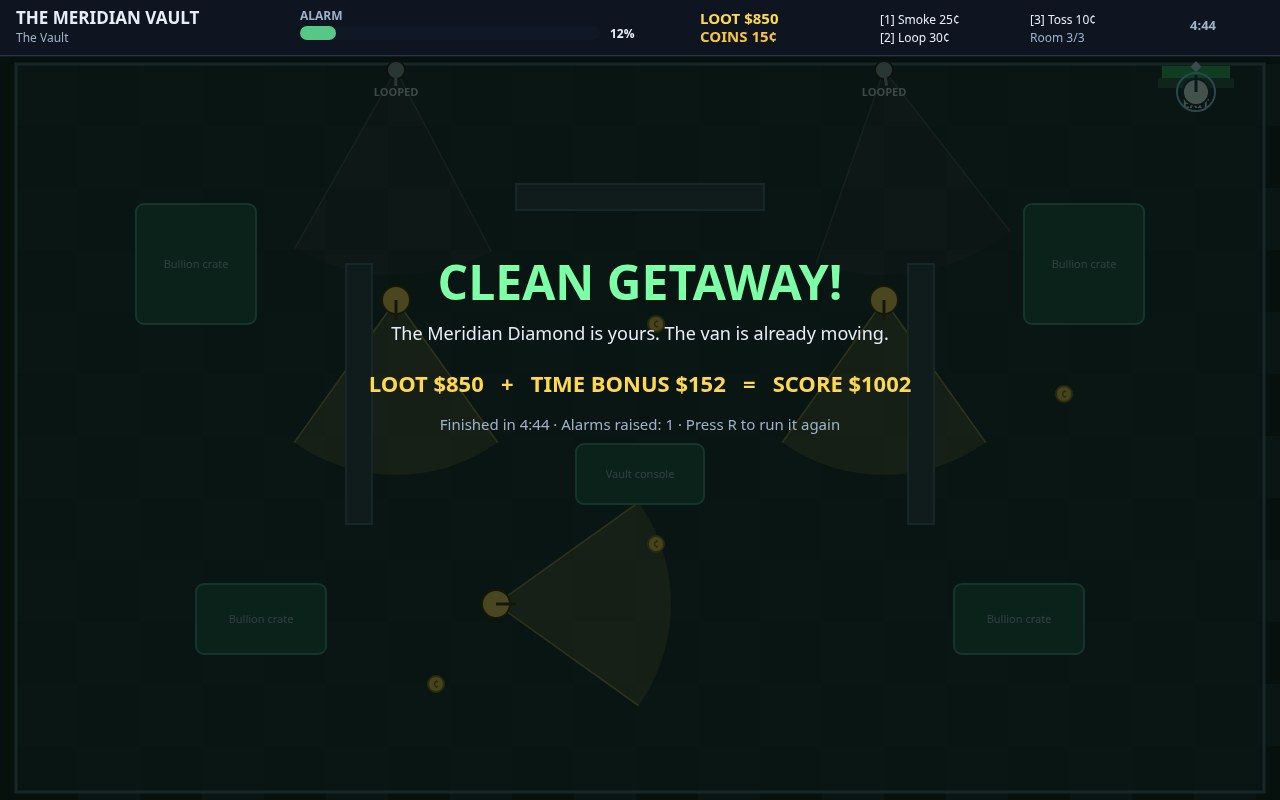 THE MERIDIAN VAULT
The Vault
ALARM
12%
LOOT $850
COINS 15¢
[1] Smoke 25¢
[2] Loop 30¢
[3] Toss 10¢
Room 3/3
4:44
LOOPED
LOOPED
Bullion crate
Bullion crate
CLEAN GETAWAY!
¢
The Meridian Diamond is yours. The van is already moving.
LOOT $850 + TIME BONUS $152 = SCORE $1002
¢
Finished in 4:44 · Alarms raised: 1 · Press R to run it again
Vault console
¢
Bullion crate
Bullion crate
¢